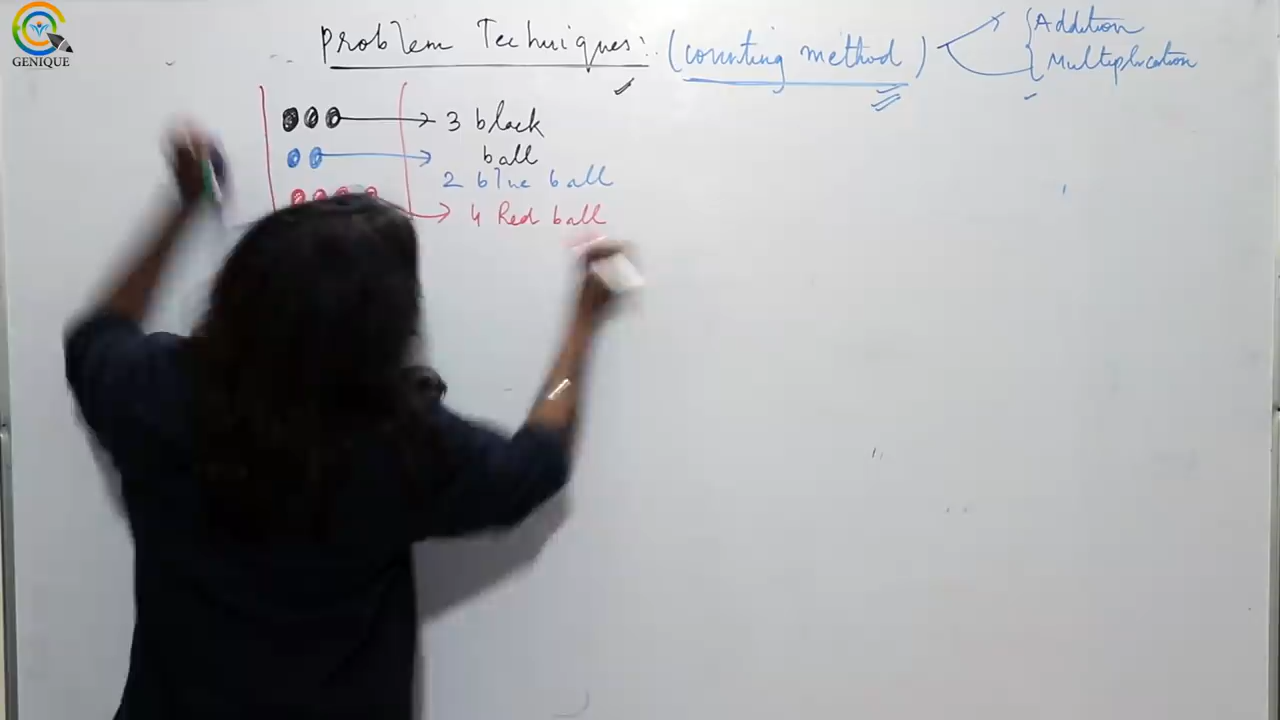 GENIQUE
Problem Techniques: (counting method)
Addition
Multiplication
3 black
ball
2 blue ball
4 Red ball